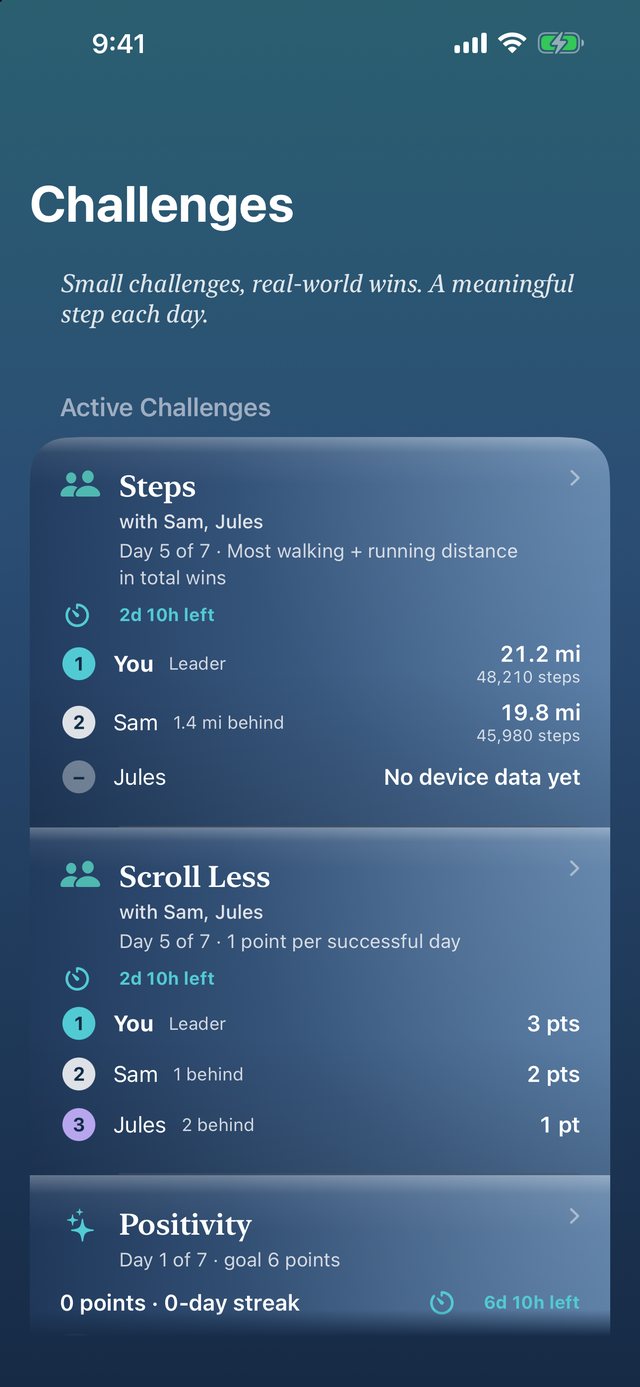 9:41
Challenges
Small challenges, real-world wins. A meaningful
step each day.
Active Challenges
Steps
with Sam, Jules
Day 5 of 7 · Most walking + running distance
in total wins
2d 10h left
1 You Leader 21.2 mi
48,210 steps
2 Sam 1.4 mi behind 19.8 mi
45,980 steps
– Jules No device data yet
Scroll Less
with Sam, Jules
Day 5 of 7 · 1 point per successful day
2d 10h left
1 You Leader 3 pts
2 Sam 1 behind 2 pts
3 Jules 2 behind 1 pt
Positivity
Day 1 of 7 · goal 6 points
0 points · 0-day streak 6d 10h left